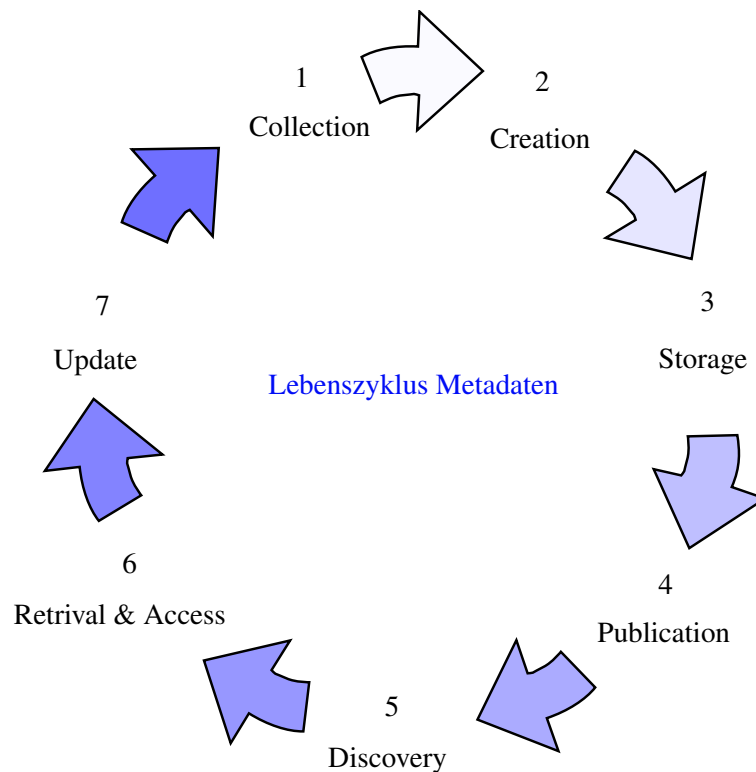 1
Collection
2
Creation
3
Storage
4
Publication
5
Discovery
6
Retrival & Access
7
Update
Lebenszyklus Metadaten